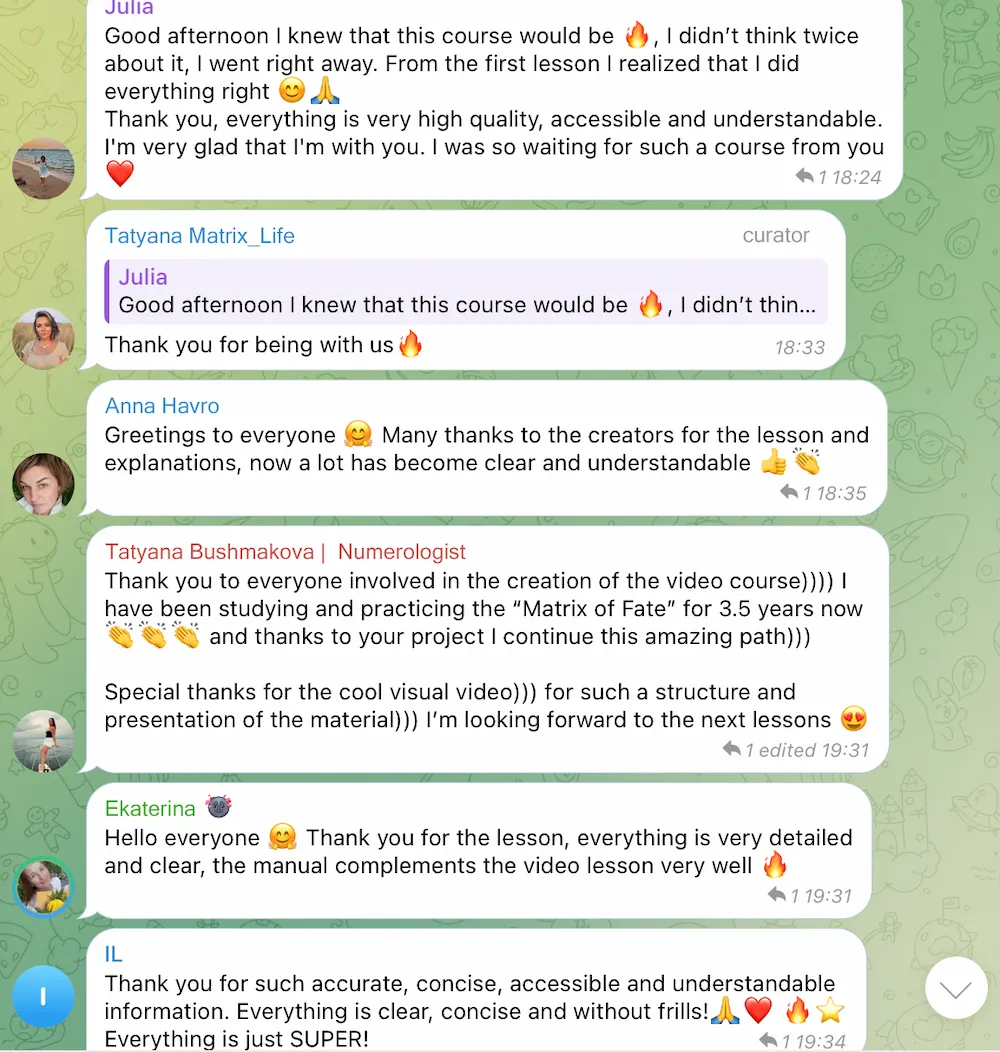 Julia
Good afternoon I knew that this course would be 🔥, I didn’t think twice
about it, I went right away. From the first lesson I realized that I did
everything right 😊🙏
Thank you, everything is very high quality, accessible and understandable.
I'm very glad that I'm with you. I was so waiting for such a course from you
❤️
1 18:24
Tatyana Matrix_Life curator
Julia
Good afternoon I knew that this course would be 🔥, I didn’t thin...
Thank you for being with us🔥
18:33
Anna Havro
Greetings to everyone 🤗 Many thanks to the creators for the lesson and
explanations, now a lot has become clear and understandable 👍👏
1 18:35
Tatyana Bushmakova | Numerologist
Thank you to everyone involved in the creation of the video course)))) I
have been studying and practicing the “Matrix of Fate” for 3.5 years now
👏👏👏 and thanks to your project I continue this amazing path)))
Special thanks for the cool visual video))) for such a structure and
presentation of the material))) I’m looking forward to the next lessons 😍
1 edited 19:31
Ekaterina
Hello everyone 🤗 Thank you for the lesson, everything is very detailed
and clear, the manual complements the video lesson very well 🔥
1 19:31
IL
I
Thank you for such accurate, concise, accessible and understandable
information. Everything is clear, concise and without frills!🙏❤️🔥⭐
Everything is just SUPER!
1 19:34